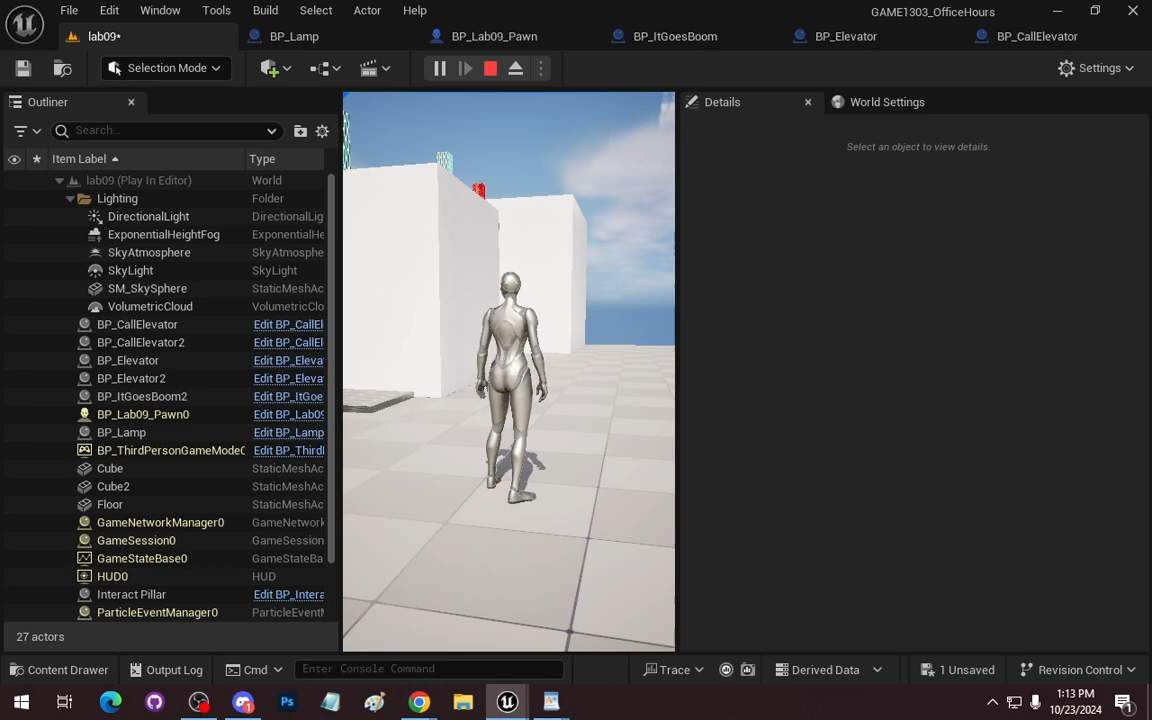 File Edit Window Tools Build Select Actor Help GAME1303_OfficeHours
lab09* BP_Lamp BP_Lab09_Pawn BP_ItGoesBoom BP_Elevator BP_CallElevator
Selection Mode Settings
Outliner Details World Settings
Search...
Item Label Type
Select an object to view details.
lab09 (Play In Editor) World
Lighting Folder
DirectionalLight DirectionalLig
ExponentialHeightFog ExponentialHe
SkyAtmosphere SkyAtmosphe
SkyLight SkyLight
SM_SkySphere StaticMeshAc
VolumetricCloud VolumetricClo
BP_CallElevator Edit BP_CallEl
BP_CallElevator2 Edit BP_CallEl
BP_Elevator Edit BP_Eleva
BP_Elevator2 Edit BP_Eleva
BP_ItGoesBoom2 Edit BP_ItGoe
BP_Lab09_Pawn0 Edit BP_Lab09
BP_Lamp Edit BP_Lamp
BP_ThirdPersonGameMode Edit BP_Third
Cube StaticMeshAc
Cube2 StaticMeshAc
Floor StaticMeshAc
GameNetworkManager0 GameNetwork
GameSession0 GameSession
GameStateBase0 GameStateBa
HUD0 HUD
Interact Pillar Edit BP_Intera
ParticleEventManager0 ParticleEvent
27 actors
Content Drawer Output Log Cmd Enter Console Command Trace Derived Data 1 Unsaved Revision Control
1:13 PM
10/23/2024
1